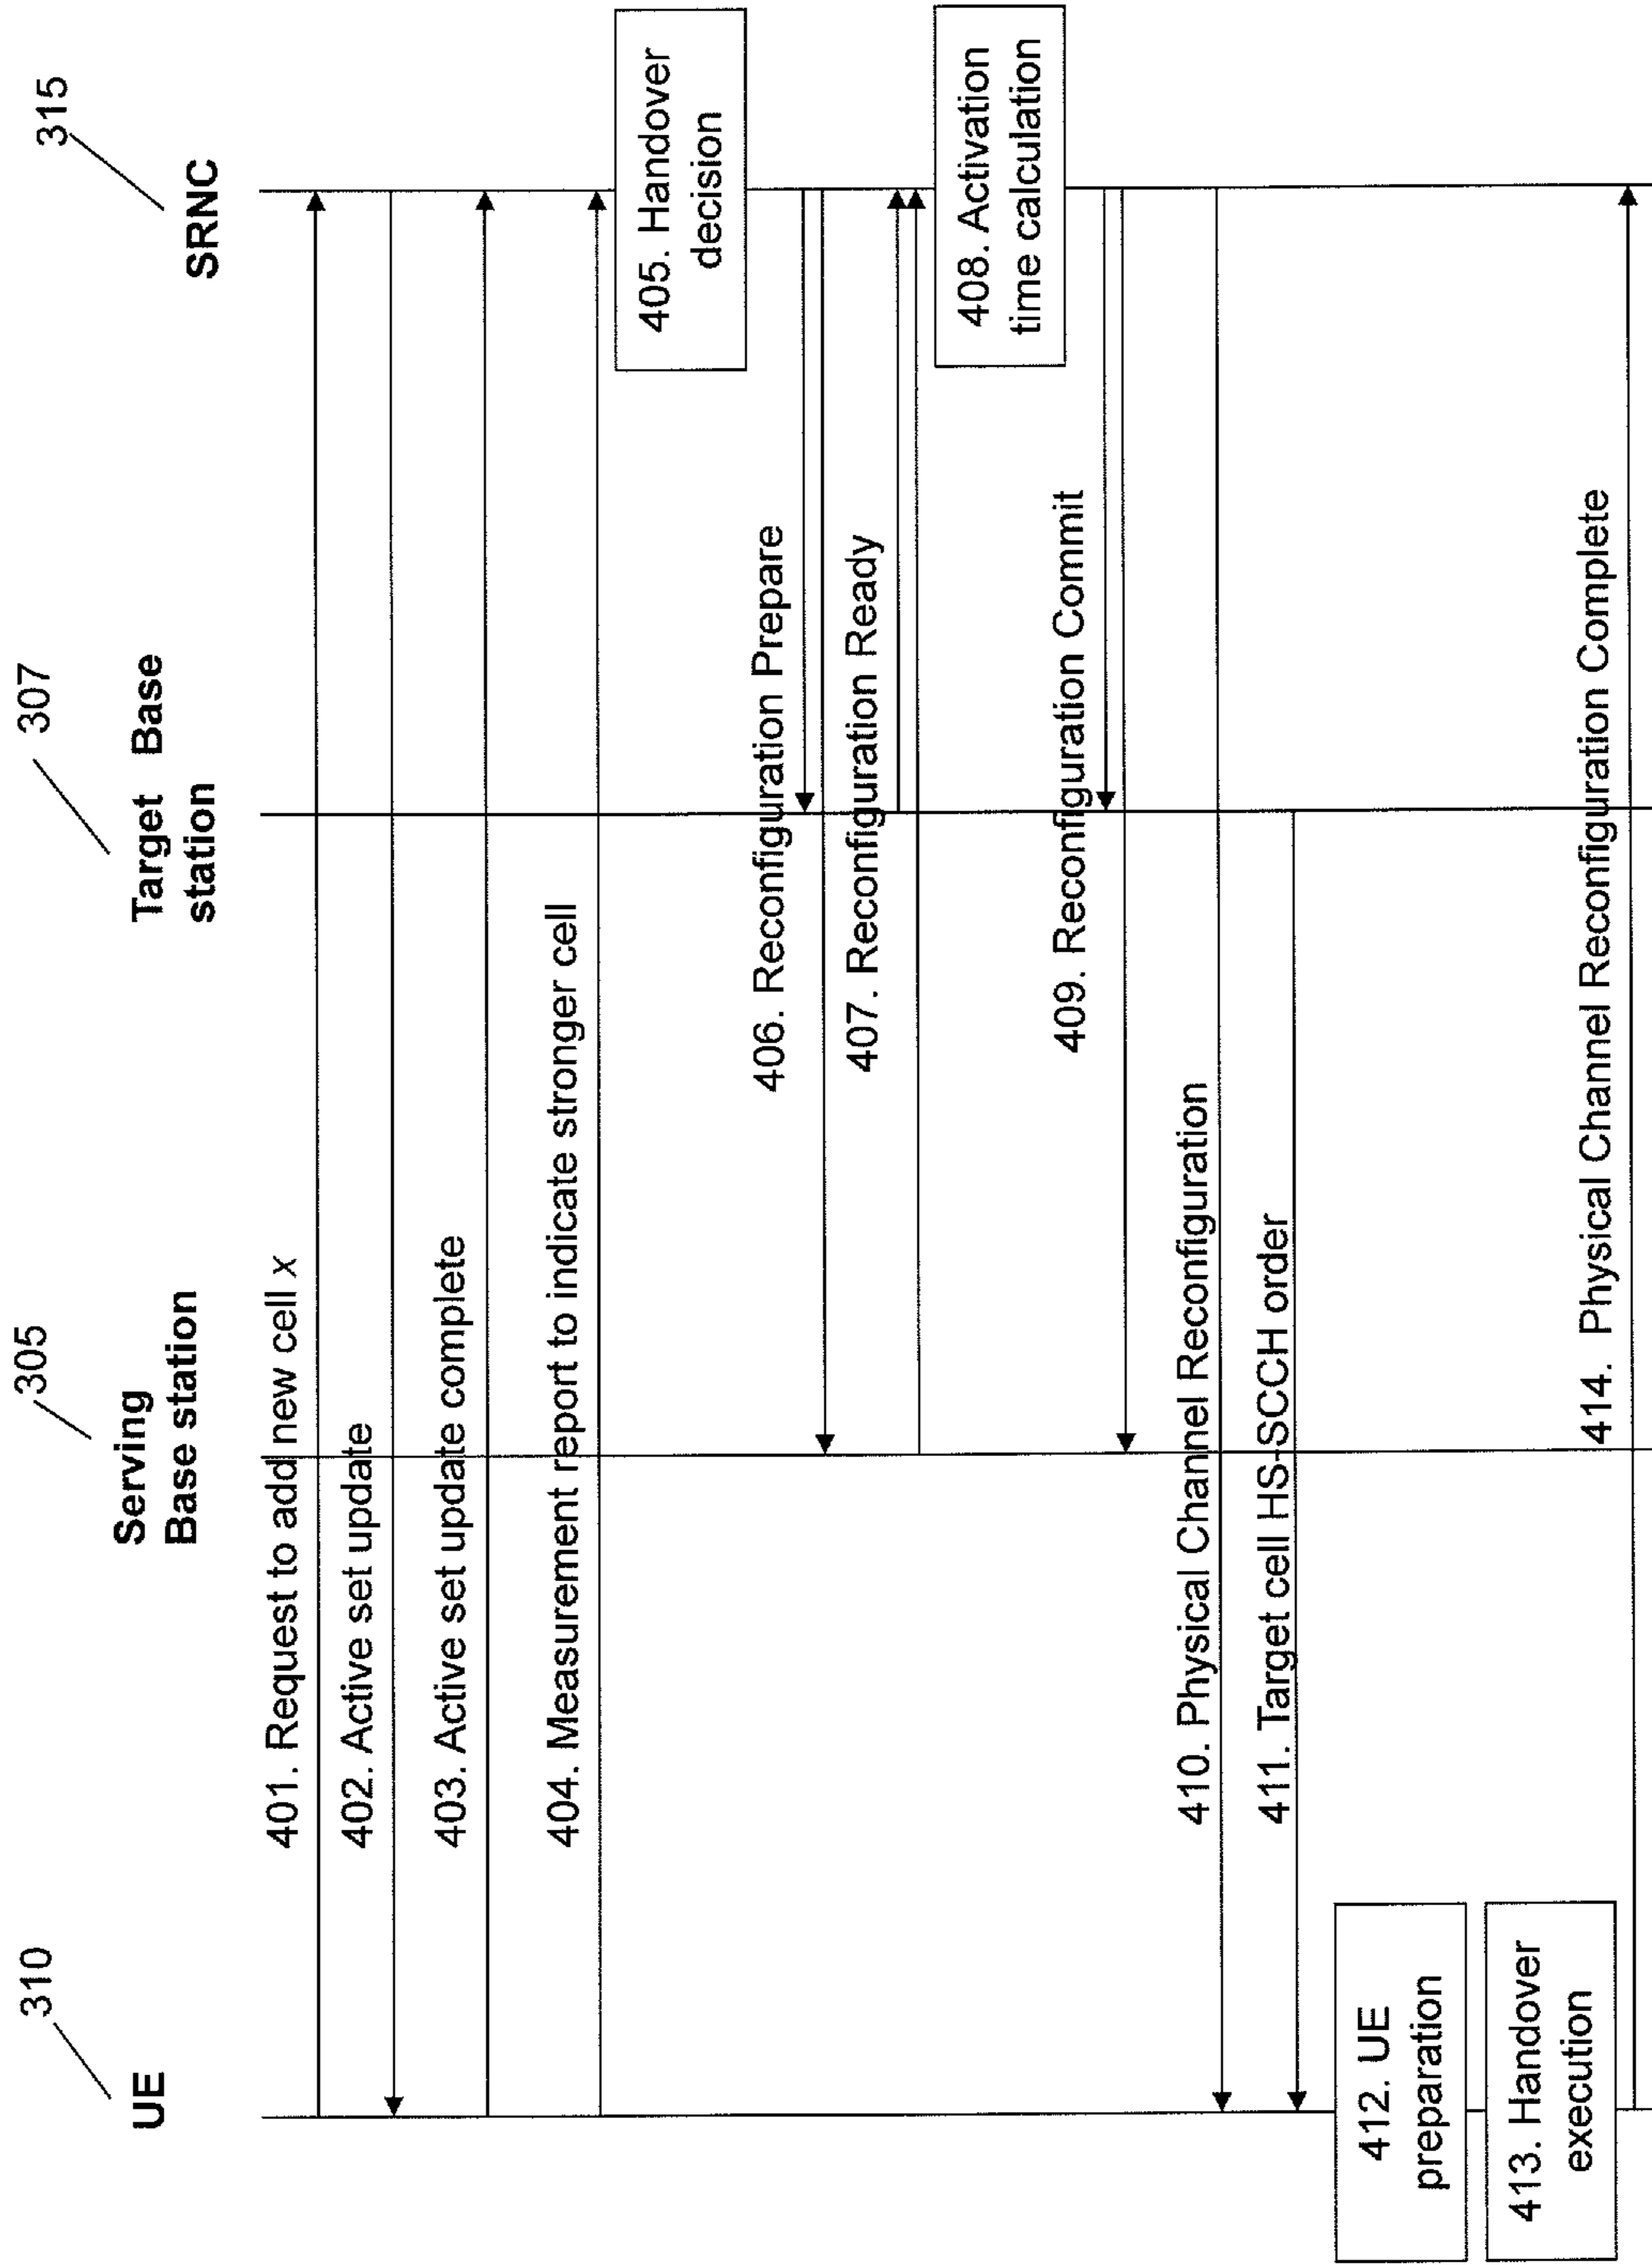 310
UE
305
Serving
Base station
307
Target Base
station
315
SRNC
401. Request to add new cell x
402. Active set update
403. Active set update complete
404. Measurement report to indicate stronger cell
405. Handover
decision
406. Reconfiguration Prepare
407. Reconfiguration Ready
408. Activation
time calculation
409. Reconfiguration Commit
410. Physical Channel Reconfiguration
411. Target cell HS-SCCH order
412. UE
preparation
413. Handover
execution
414. Physical Channel Reconfiguration Complete